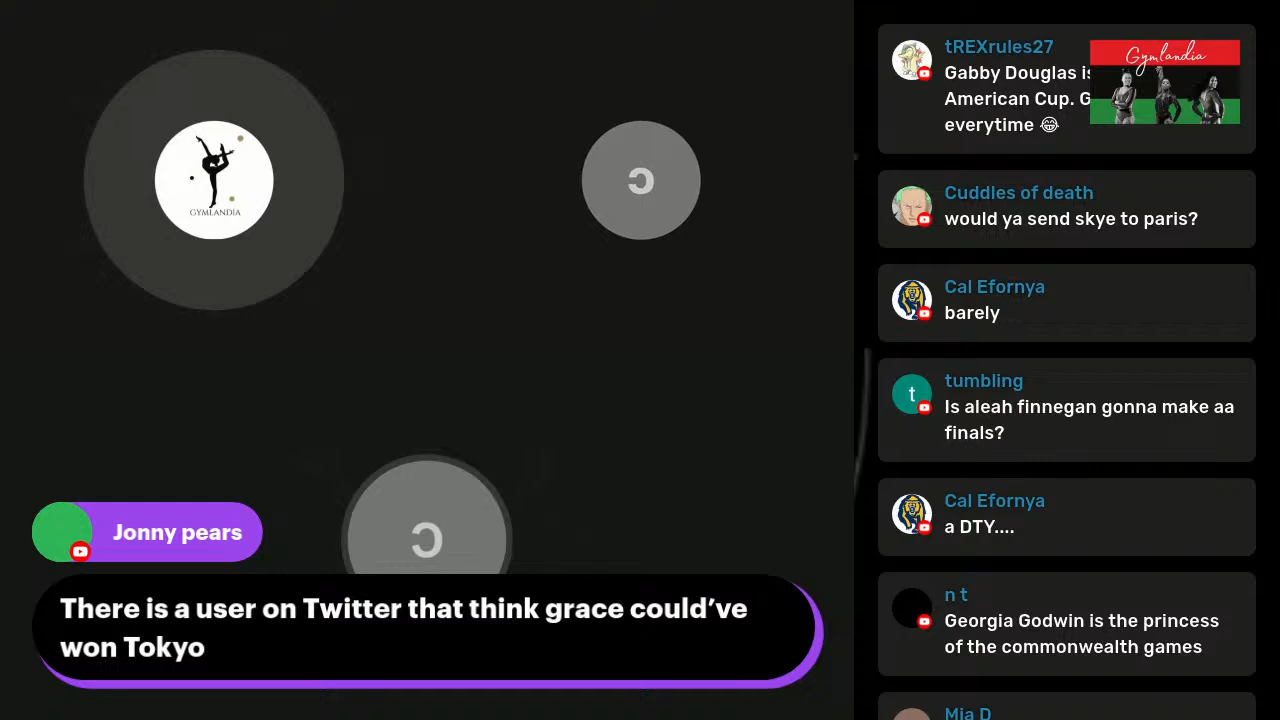 GYMLANDIA
ɔ
ɔ
Jonny pears
There is a user on Twitter that think grace could've
won Tokyo
tREXrules27
Gabby Douglas is
American Cup. G
everytime 😂
Gymlandia
Cuddles of death
would ya send skye to paris?
Cal Efornya
barely
t
tumbling
Is aleah finnegan gonna make aa
finals?
Cal Efornya
a DTY....
n t
Georgia Godwin is the princess
of the commonwealth games
Mia D